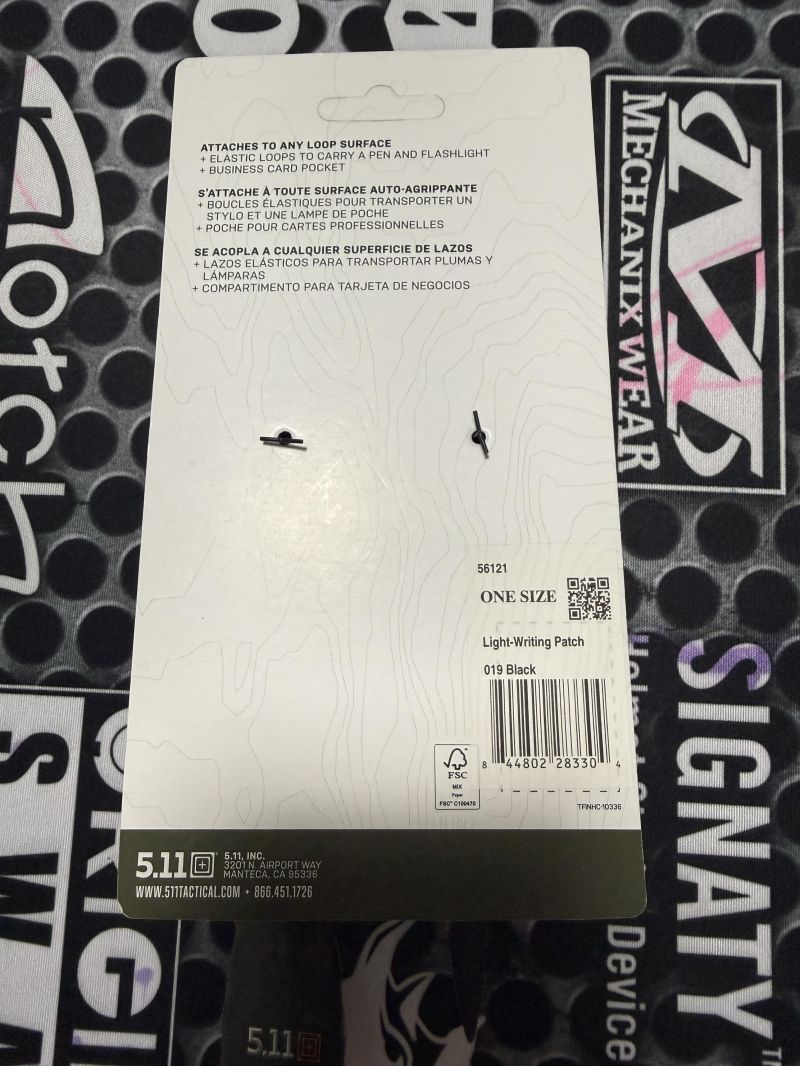 ATTACHES TO ANY LOOP SURFACE
+ ELASTIC LOOPS TO CARRY A PEN AND FLASHLIGHT
+ BUSINESS CARD POCKET
S'ATTACHE À TOUTE SURFACE AUTO-AGRIPPANTE
+ BOUCLES ÉLASTIQUES POUR TRANSPORTER UN
STYLO ET UNE LAMPE DE POCHE
+ POCHE POUR CARTES PROFESSIONNELLES
SE ACOPLA A CUALQUIER SUPERFICIE DE LAZOS
+ LAZOS ELÁSTICOS PARA TRANSPORTAR PLUMAS Y
LÁMPARAS
+ COMPARTIMENTO PARA TARJETA DE NEGOCIOS
56121
ONE SIZE
Light-Writing Patch
019 Black
8 44802 28330 4
FSC
MIX
Paper
FSC® C100470
TFINHC-10336
5.11® 5.11, INC.
3201 N. AIRPORT WAY
MANTECA, CA 95336
WWW.511TACTICAL.COM • 866.451.1726
MECHANIX WEAR
SIGNATY
Device
otch
ORIGI
S W A
5.11